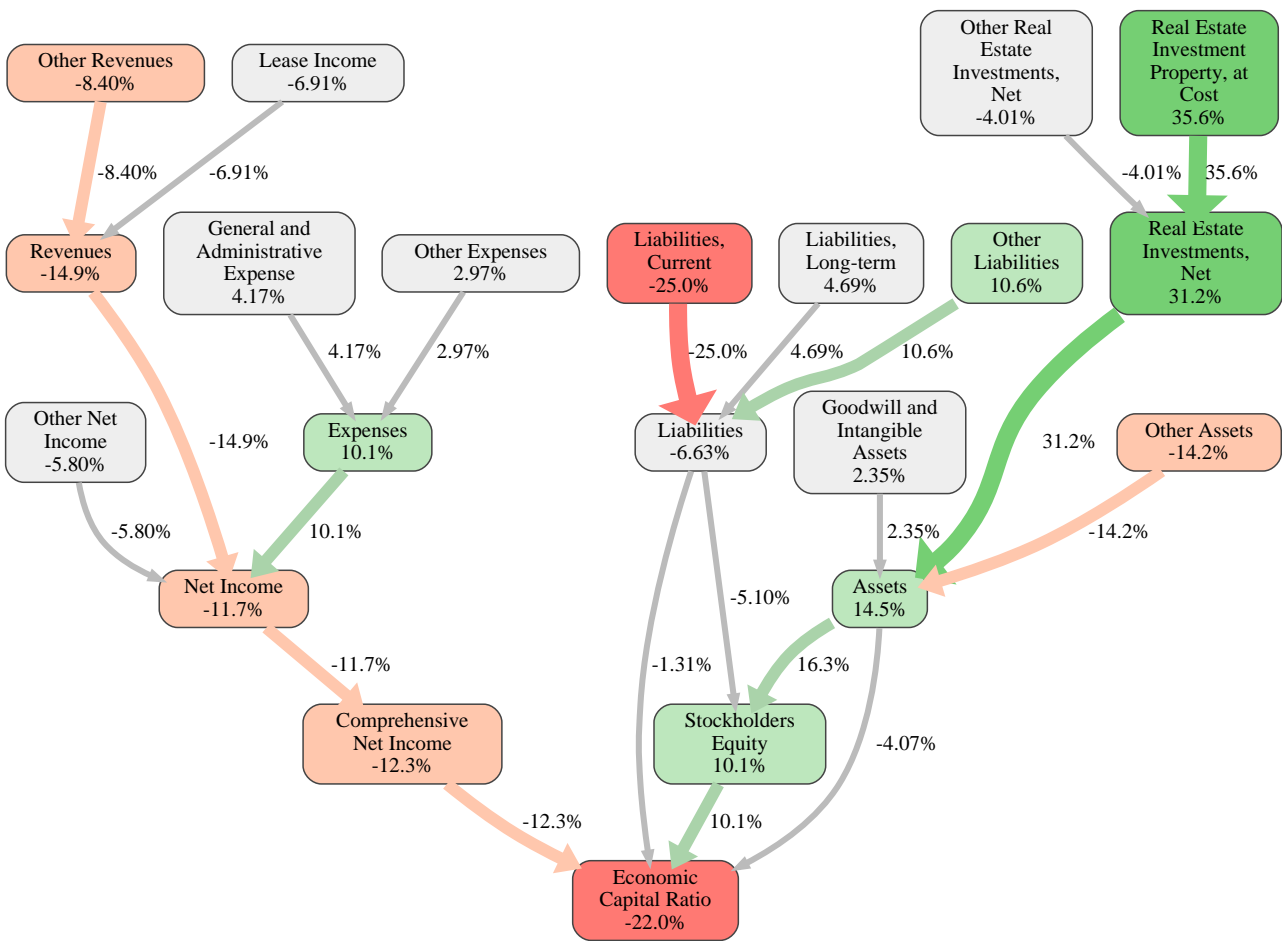 Other Revenues
-8.40%
Lease Income
-6.91%
Other Real
Estate
Investments,
Net
-4.01%
Real Estate
Investment
Property, at
Cost
35.6%
-8.40%
-6.91%
-4.01%
35.6%
Revenues
-14.9%
General and
Administrative
Expense
4.17%
Other Expenses
2.97%
Liabilities,
Current
-25.0%
Liabilities,
Long-term
4.69%
Other
Liabilities
10.6%
Real Estate
Investments,
Net
31.2%
4.17%
2.97%
-25.0%
4.69%
10.6%
Other Net
Income
-5.80%
-14.9%
Expenses
10.1%
Liabilities
-6.63%
Goodwill and
Intangible
Assets
2.35%
31.2%
Other Assets
-14.2%
-5.80%
10.1%
2.35%
-14.2%
Net Income
-11.7%
-5.10%
Assets
14.5%
-11.7%
-1.31%
16.3%
Comprehensive
Net Income
-12.3%
Stockholders
Equity
10.1%
-4.07%
-12.3%
10.1%
Economic
Capital Ratio
-22.0%